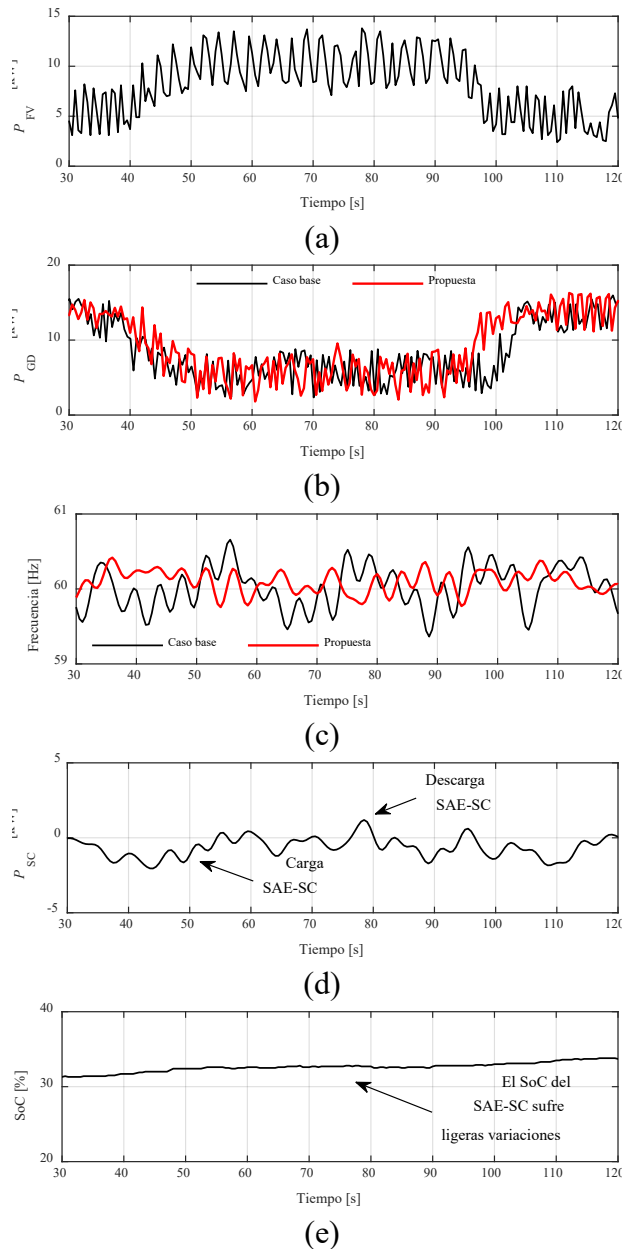 15
10
5
0
P FV
30 40 50 60 70 80 90 100 110 120
Tiempo [s]
(a)
20
10
0
P GD
Caso base Propuesta
30 40 50 60 70 80 90 100 110 120
Tiempo [s]
(b)
61
60
59
Frecuencia [Hz]
Caso base Propuesta
30 40 50 60 70 80 90 100 110 120
Tiempo [s]
(c)
5
0
-5
P SC
Descarga
SAE-SC
Carga
SAE-SC
30 40 50 60 70 80 90 100 110 120
Tiempo [s]
(d)
40
30
20
SoC [%]
El SoC del
SAE-SC sufre
ligeras variaciones
30 40 50 60 70 80 90 100 110 120
Tiempo [s]
(e)